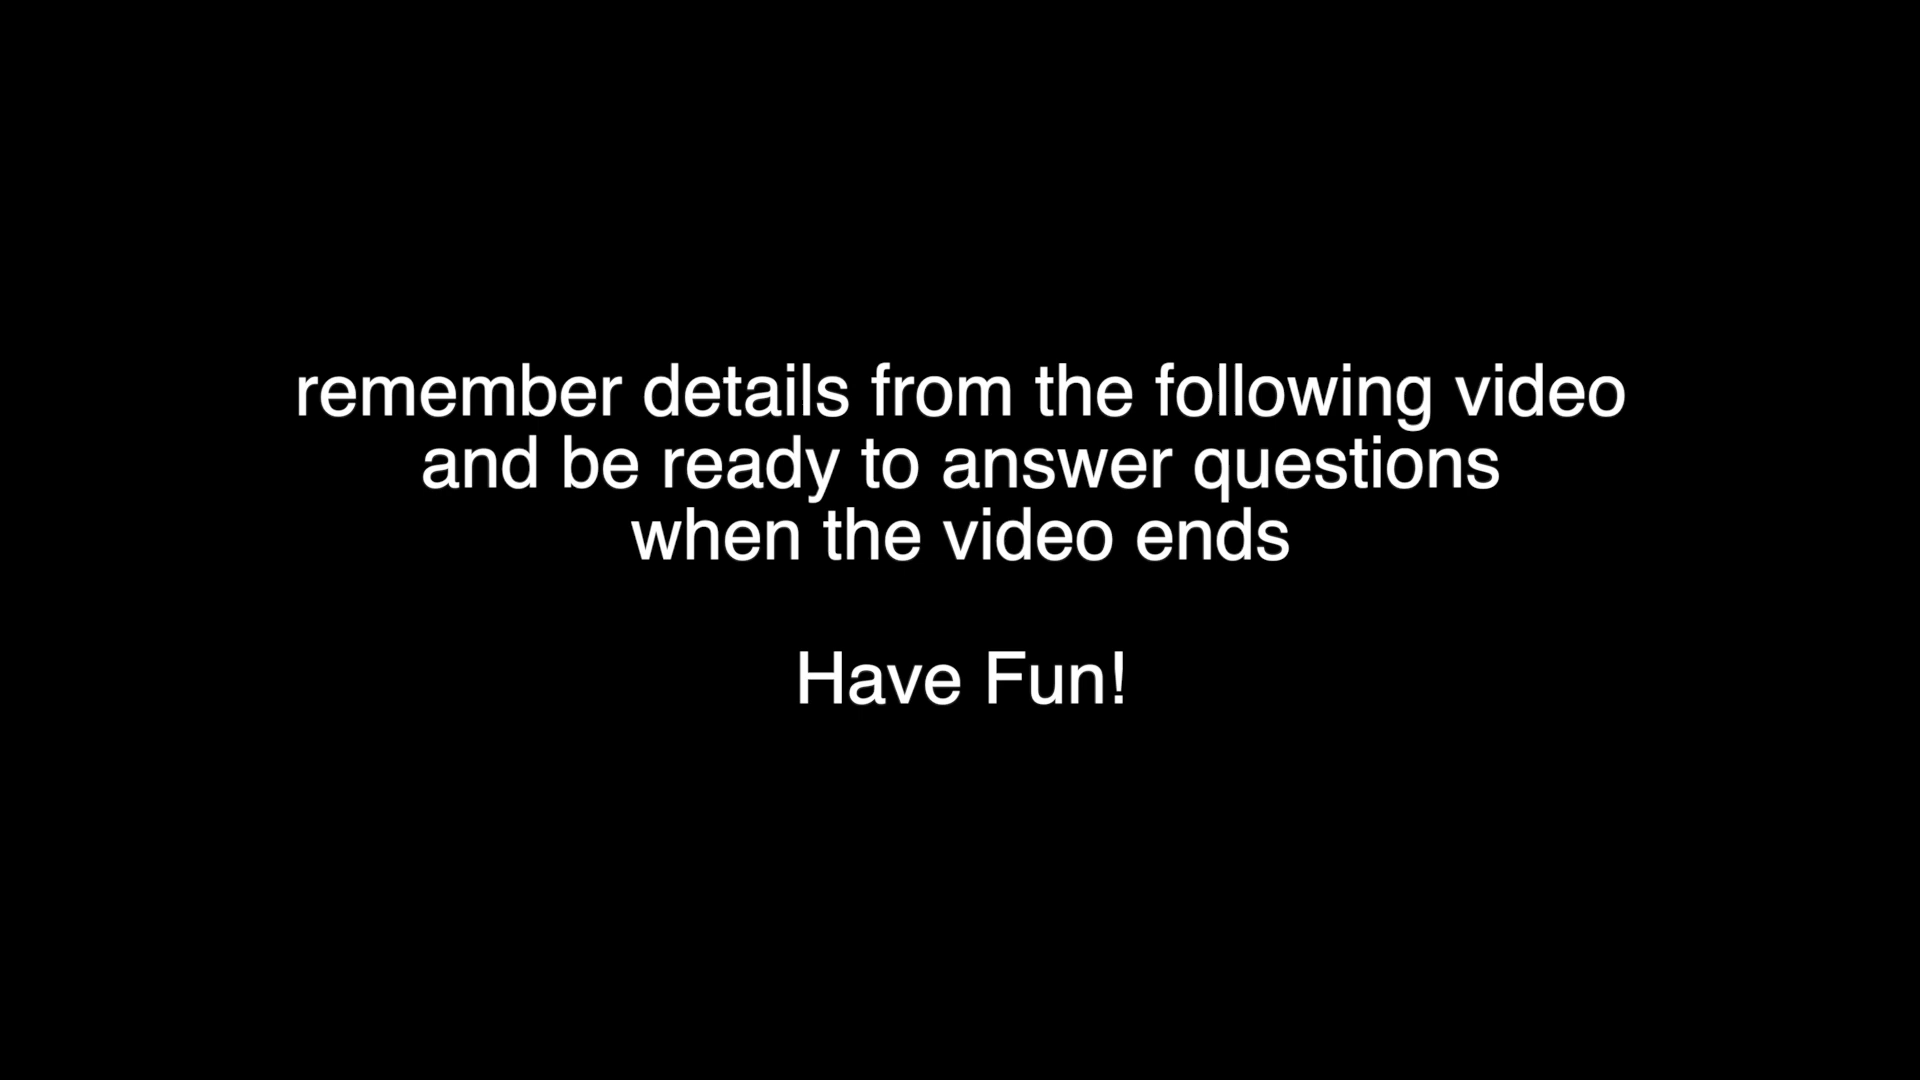 remember details from the following video
and be ready to answer questions
when the video ends
Have Fun!